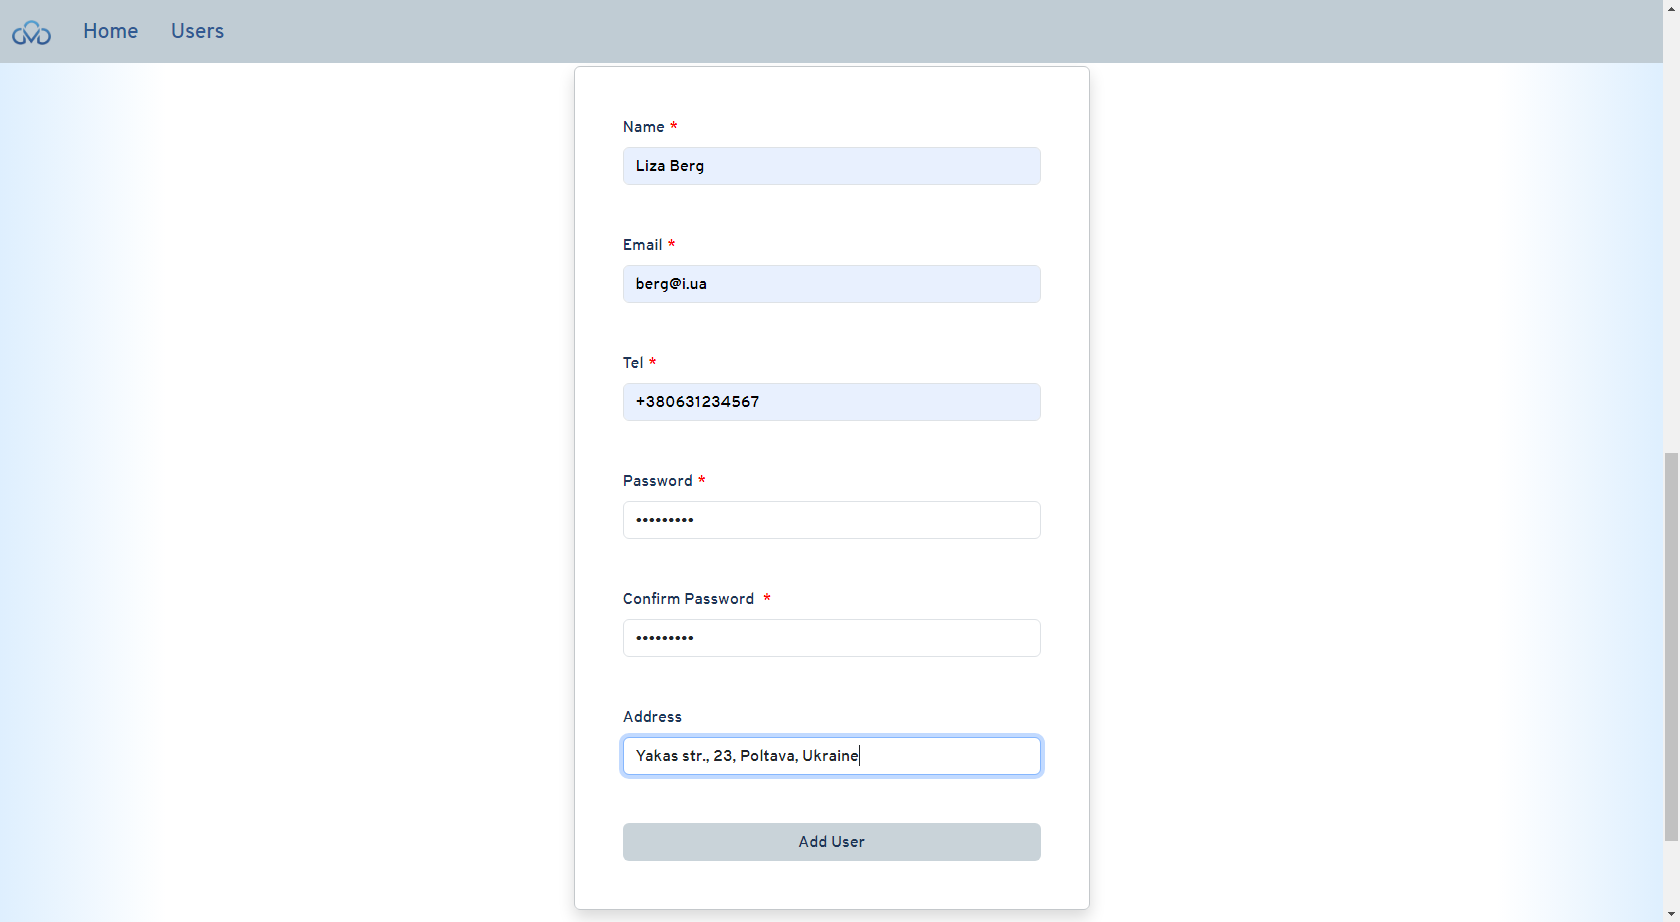 Home Users
Name *
Liza Berg
Email *
berg@i.ua
Tel *
+380631234567
Password *
•••••••••
Confirm Password *
•••••••••
Address
Yakas str., 23, Poltava, Ukraine
Add User